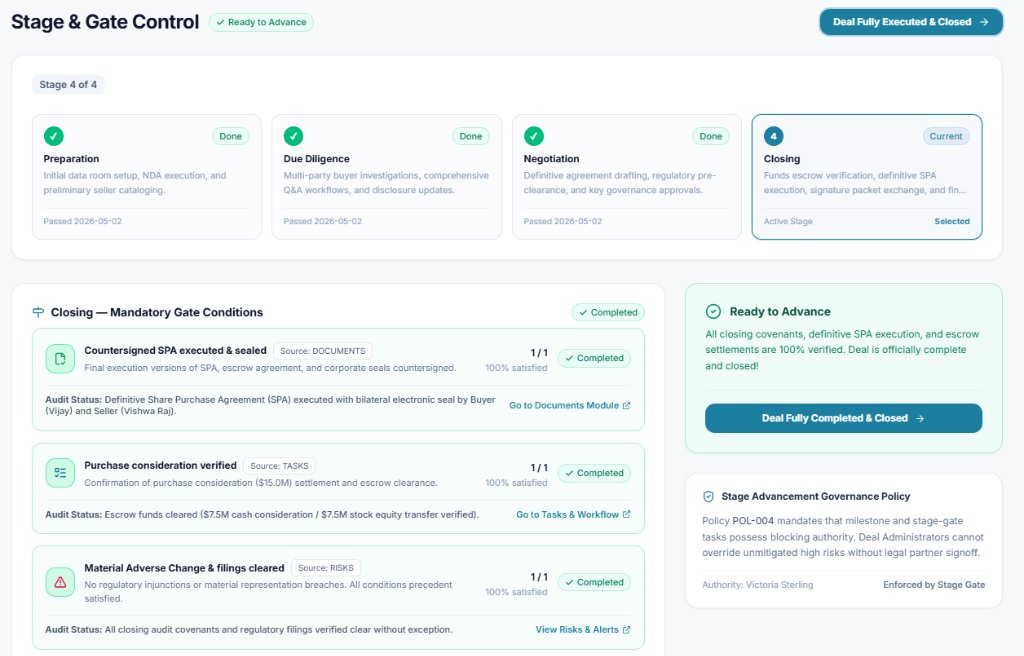 Stage & Gate Control
Ready to Advance
Deal Fully Executed & Closed
Stage 4 of 4
Done
Preparation
Initial data room setup, NDA execution, and
preliminary seller cataloging.
Passed 2026-05-02
Done
Due Diligence
Multi-party buyer investigations, comprehensive
Q&A workflows, and disclosure updates.
Passed 2026-05-02
Done
Negotiation
Definitive agreement drafting, regulatory pre-
clearance, and key governance approvals.
Passed 2026-05-02
4
Current
Closing
Funds escrow verification, definitive SPA
execution, signature packet exchange, and fin...
Active Stage
Selected
Closing — Mandatory Gate Conditions
Completed
Countersigned SPA executed & sealed
Source: DOCUMENTS
Final execution versions of SPA, escrow agreement, and corporate seals countersigned.
1 / 1
100% satisfied
Completed
Audit Status: Definitive Share Purchase Agreement (SPA) executed with bilateral electronic seal by Buyer
(Vijay) and Seller (Vishwa Raj).
Go to Documents Module
Purchase consideration verified
Source: TASKS
Confirmation of purchase consideration ($15.0M) settlement and escrow clearance.
1 / 1
100% satisfied
Completed
Audit Status: Escrow funds cleared ($7.5M cash consideration / $7.5M stock equity transfer verified).
Go to Tasks & Workflow
Material Adverse Change & filings cleared
Source: RISKS
No regulatory injunctions or material representation breaches. All conditions precedent
satisfied.
1 / 1
100% satisfied
Completed
Audit Status: All closing audit covenants and regulatory filings verified clear without exception.
View Risks & Alerts
Ready to Advance
All closing covenants, definitive SPA execution, and escrow
settlements are 100% verified. Deal is officially complete
and closed!
Deal Fully Completed & Closed
Stage Advancement Governance Policy
Policy POL-004 mandates that milestone and stage-gate
tasks possess blocking authority. Deal Administrators cannot
override unmitigated high risks without legal partner signoff.
Authority: Victoria Sterling
Enforced by Stage Gate